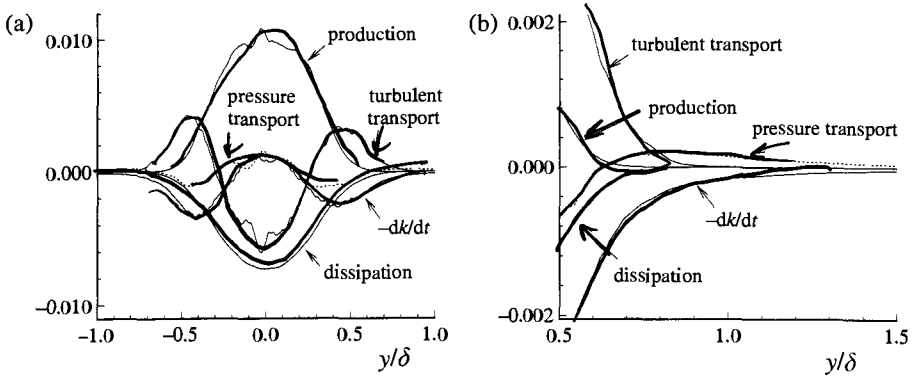 (a)
0.010
production
pressure
transport
turbulent
transport
0.000
−dk/dt
dissipation
−0.010
−1.0 −0.5 0.0 0.5 1.0
y/δ
(b)
0.002
turbulent transport
production
pressure transport
0.000
−dk/dt
dissipation
−0.002
0.5 1.0 1.5
y/δ